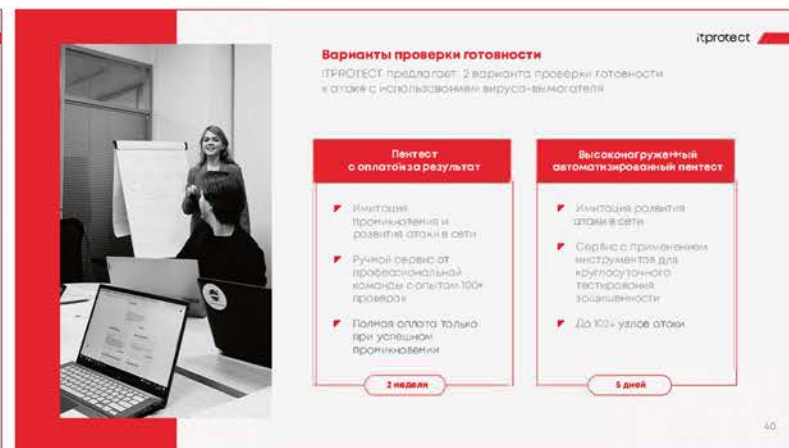 itprotect
Варианты проверки готовности
ITPROTECT предлагает 2 варианта проверки готовности
к атаке с использованием вируса-вымогателя
Пентест
с оплатой за результат
Имитация
проникновения и
развития атаки в сети
Ручной сервис от
профессиональной
команды с опытом 100+
проверок
Полная оплата только
при успешном
проникновении
2 недели
Высоконагруженный
автоматизированный пентест
Имитация развития
атаки в сети
Сервис с применением
инструментов для
круглосуточного
тестирования
защищенности
До 1024 узлов атаки
5 дней
40